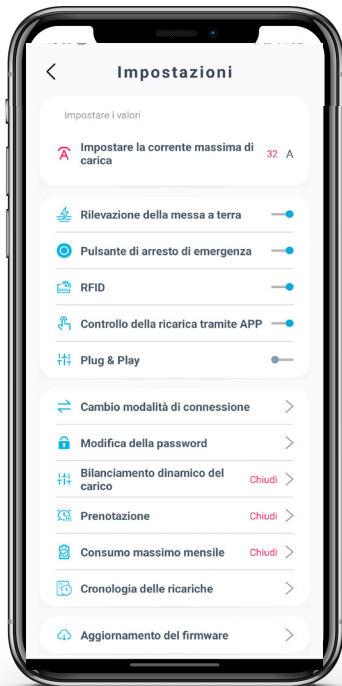 Impostazioni
Impostare i valori
Impostare la corrente massima di
carica
32 A
Rilevazione della messa a terra
Pulsante di arresto di emergenza
RFID
Controllo della ricarica tramite APP
Plug & Play
Cambio modalità di connessione
Modifica della password
Bilanciamento dinamico del
carico
Chiudi
Prenotazione Chiudi
Consumo massimo mensile Chiudi
Cronologia delle ricariche
Aggiornamento del firmware